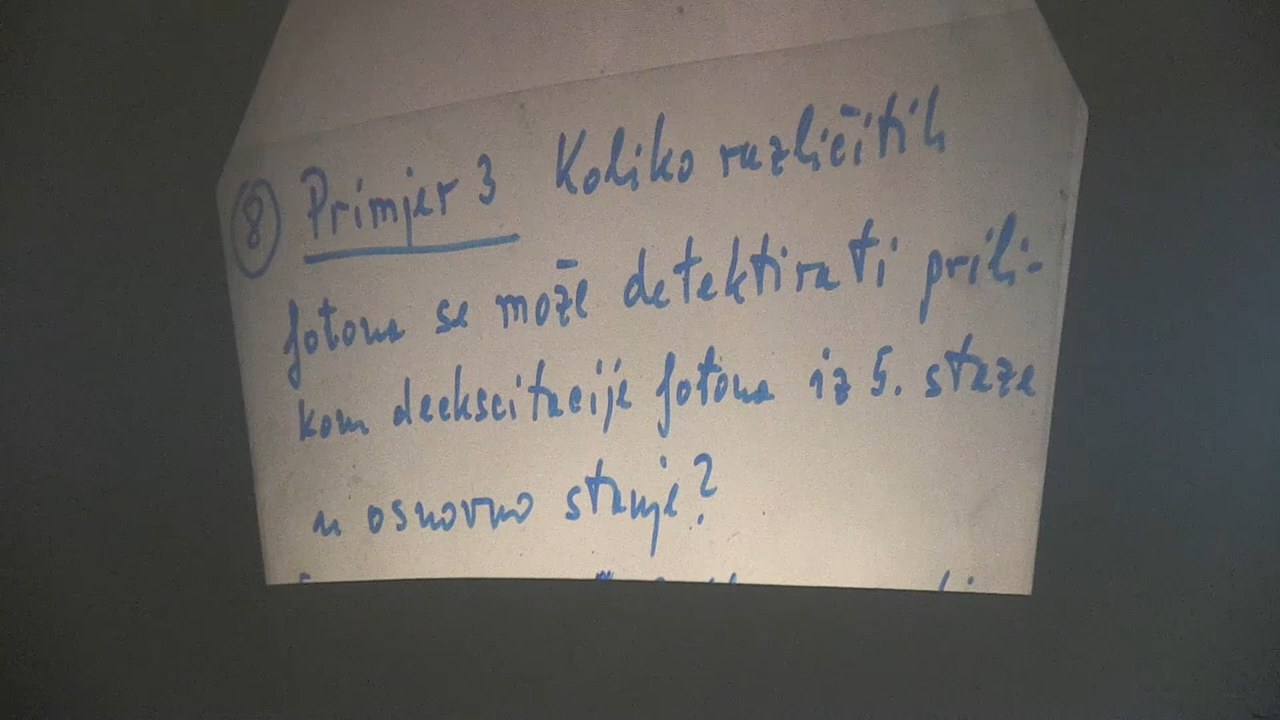 ⑧ Primjer 3 Koliko različitih
fotona se može detektirati prili-
kom deekscitacije fotona iz 5. staze
u osnovno stanje?